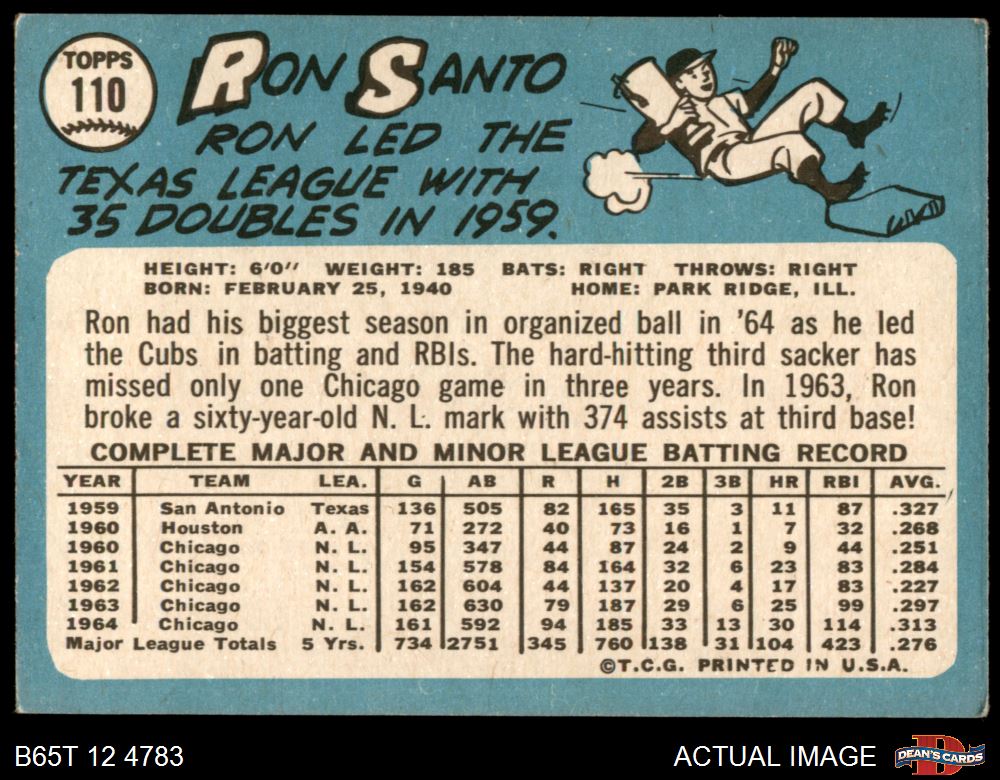 TOPPS
110
RON SANTO
RON LED THE
TEXAS LEAGUE WITH
35 DOUBLES IN 1959.
HEIGHT: 6'0" WEIGHT: 185 BATS: RIGHT THROWS: RIGHT
BORN: FEBRUARY 25, 1940 HOME: PARK RIDGE, ILL.
Ron had his biggest season in organized ball in '64 as he led
the Cubs in batting and RBIs. The hard-hitting third sacker has
missed only one Chicago game in three years. In 1963, Ron
broke a sixty-year-old N. L. mark with 374 assists at third base!
COMPLETE MAJOR AND MINOR LEAGUE BATTING RECORD
YEAR TEAM LEA. G AB R H 2B 3B HR RBI AVG.
1959 San Antonio Texas 136 505 82 165 35 3 11 87 .327
1960 Houston A. A. 71 272 40 73 16 1 7 32 .268
1960 Chicago N. L. 95 347 44 87 24 2 9 44 .251
1961 Chicago N. L. 154 578 84 164 32 6 23 83 .284
1962 Chicago N. L. 162 604 44 137 20 4 17 83 .227
1963 Chicago N. L. 162 630 79 187 29 6 25 99 .297
1964 Chicago N. L. 161 592 94 185 33 13 30 114 .313
Major League Totals 5 Yrs. 734 2751 345 760 138 31 104 423 .276
©T.C.G. PRINTED IN U.S.A.
B65T 12 4783
ACTUAL IMAGE
D
DEAN'S CARDS